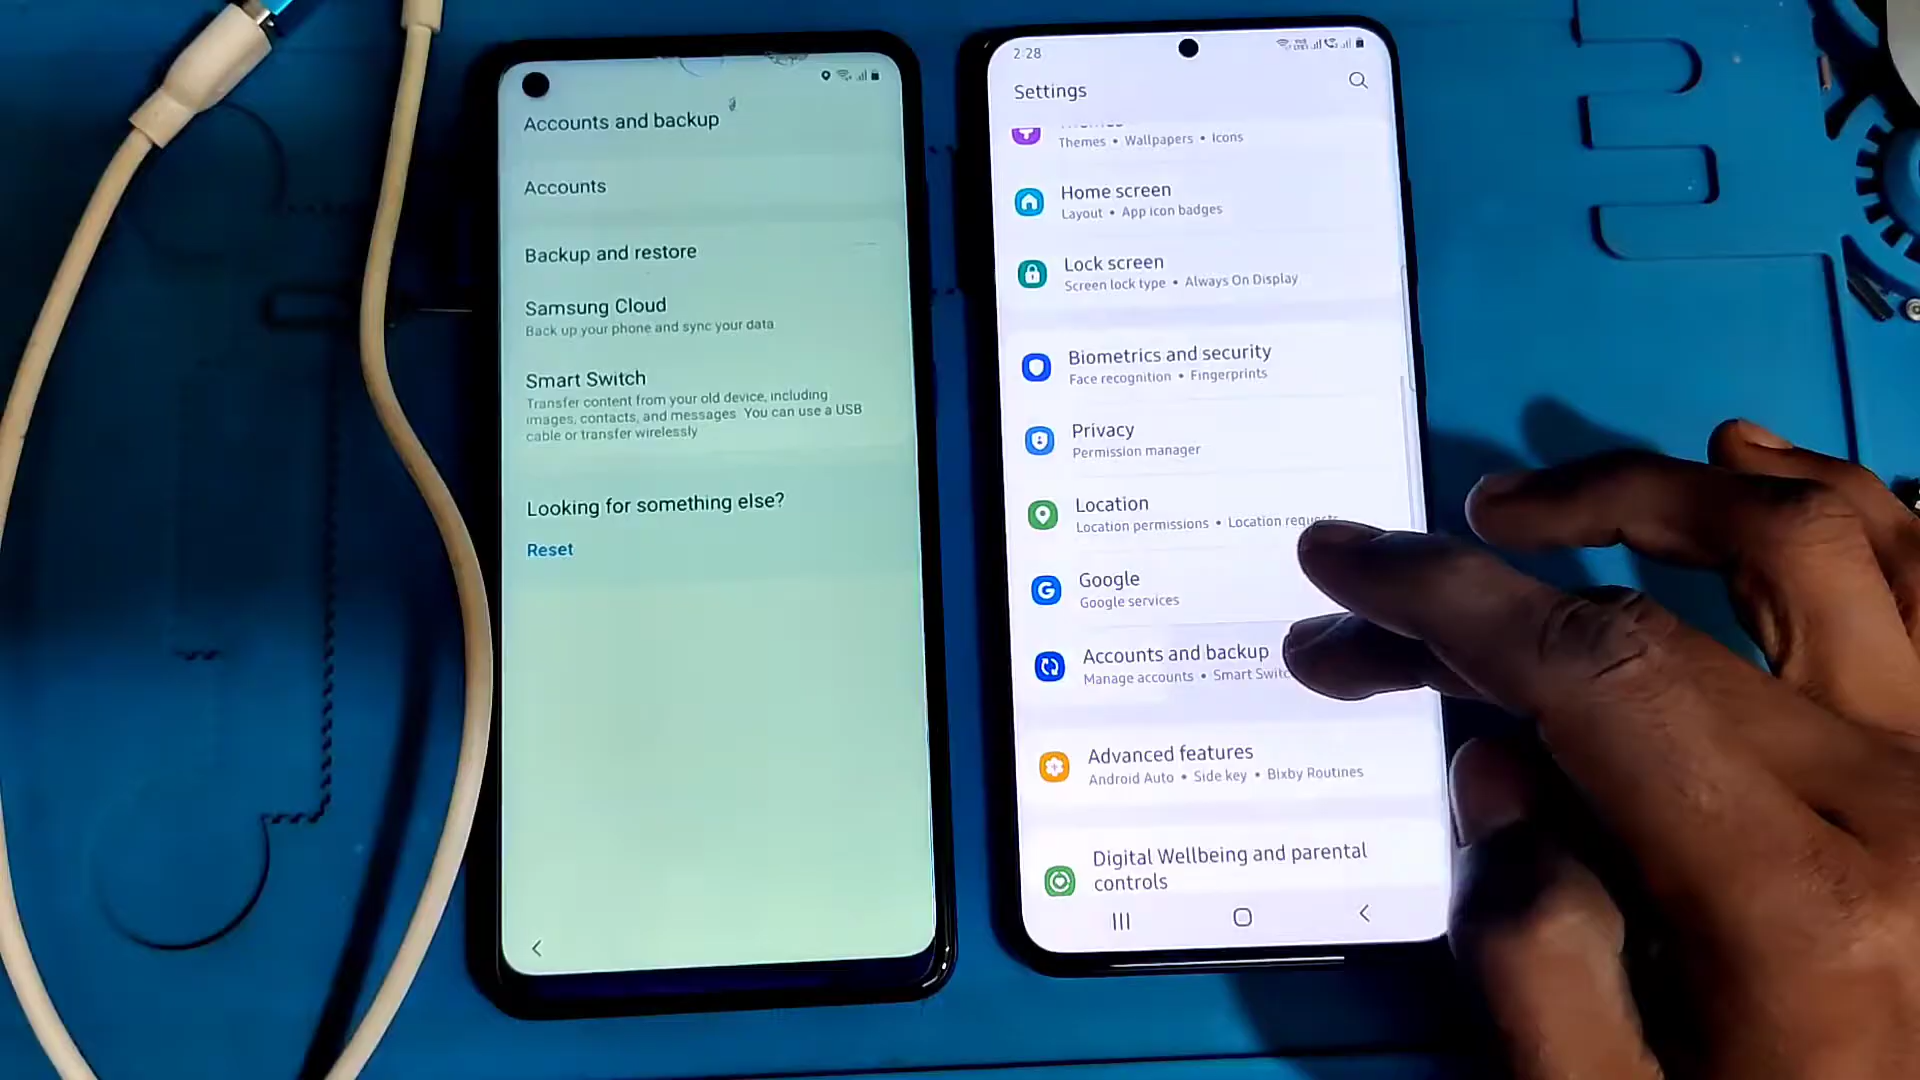 Accounts and backup
Accounts
Backup and restore
Samsung Cloud
Back up your phone and sync your data
Smart Switch
Transfer content from your old device, including
images, contacts, and messages. You can use a USB
cable or transfer wirelessly
Looking for something else?
Reset
2:28
Settings
Themes • Wallpapers • Icons
Home screen
Layout • App icon badges
Lock screen
Screen lock type • Always On Display
Biometrics and security
Face recognition • Fingerprints
Privacy
Permission manager
Location
Location permissions • Location requests
Google
Google services
Accounts and backup
Manage accounts • Smart Switc
Advanced features
Android Auto • Side key • Bixby Routines
Digital Wellbeing and parental
controls